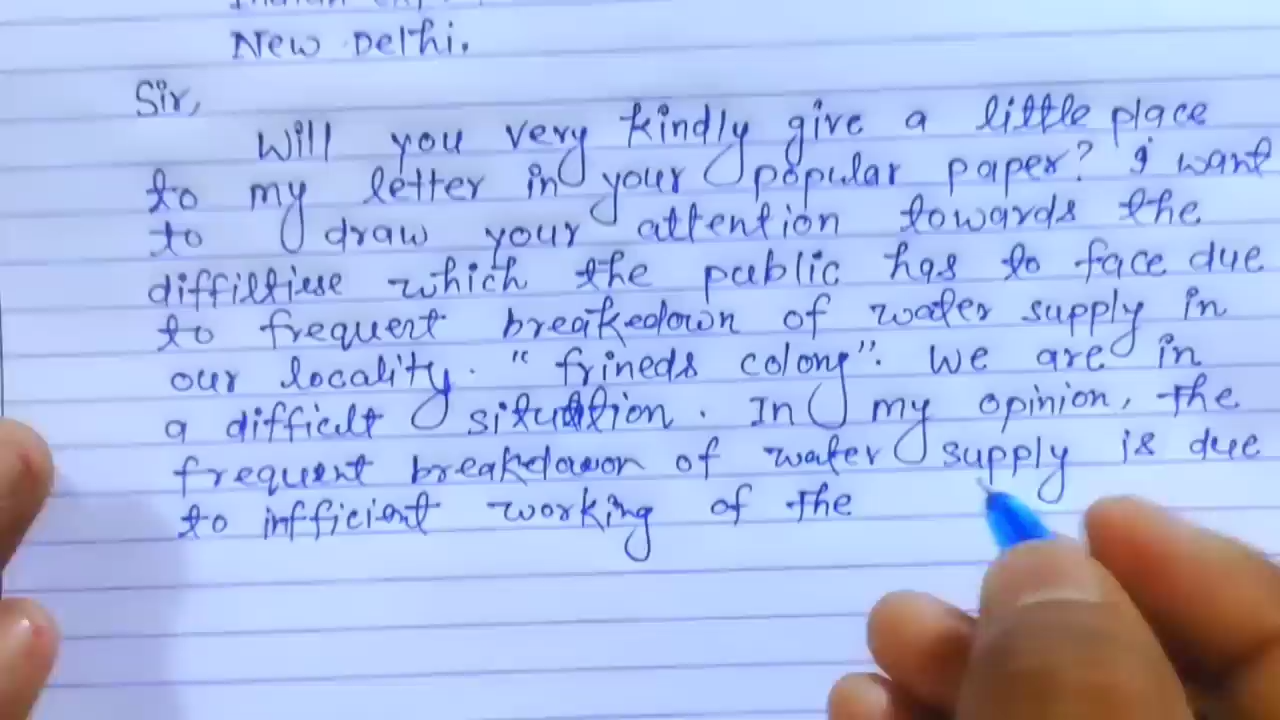 New Delhi.
Sir,
Will you very kindly give a little place
to my letter in your popular paper? I want
to draw your attention towards the
diffiltiese which the public has to face due
to frequent breakedown of water supply in
our locality. "frineds colony". We are in
a difficult situation. In my opinion, the
frequent breakdown of water supply is due
to infficient working of the